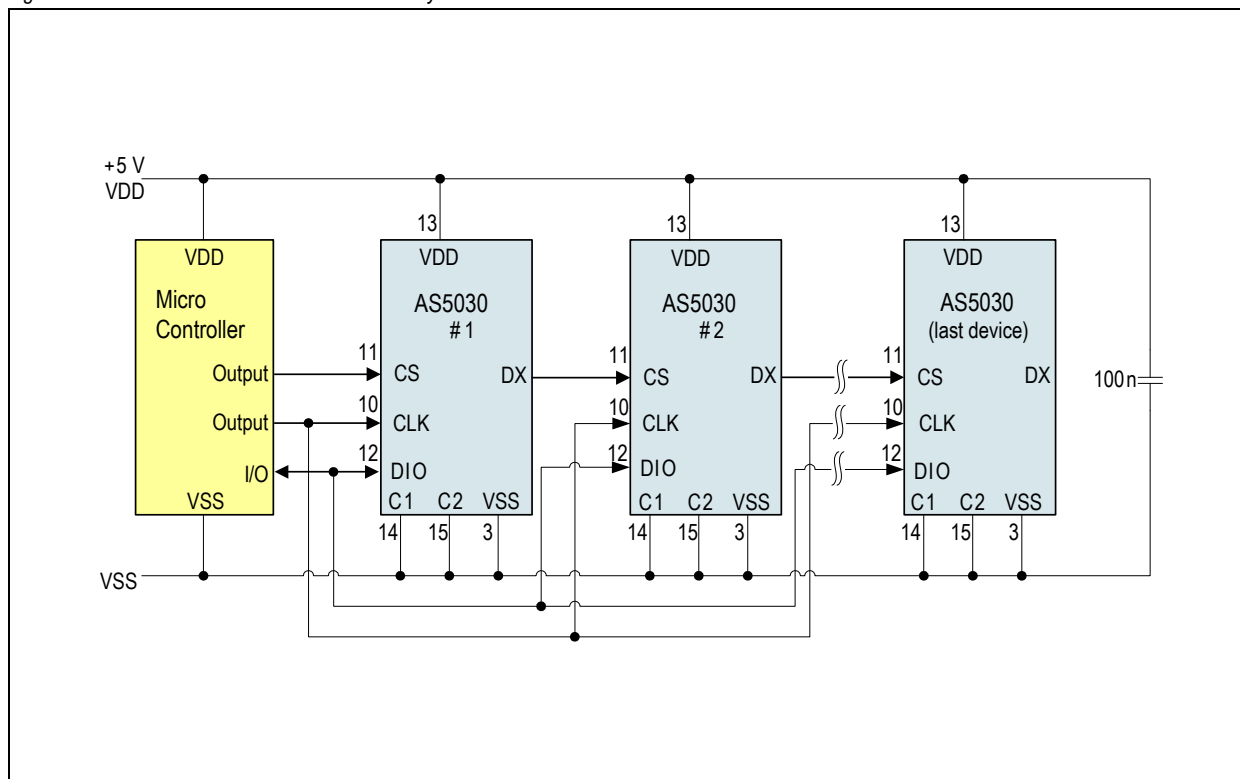 +5 V
VDD
13
13
13
VDD
VDD
VDD
VDD
Micro
Controller
AS5030
#1
AS5030
#2
AS5030
(last device)
Output
11
CS
DX
11
CS
DX
11
CS
DX
100n
Output
10
CLK
10
CLK
10
CLK
I/O
12
DIO
12
DIO
12
DIO
VSS
C1
C2
VSS
C1
C2
VSS
C1
C2
VSS
14
15
3
14
15
3
14
15
3
VSS